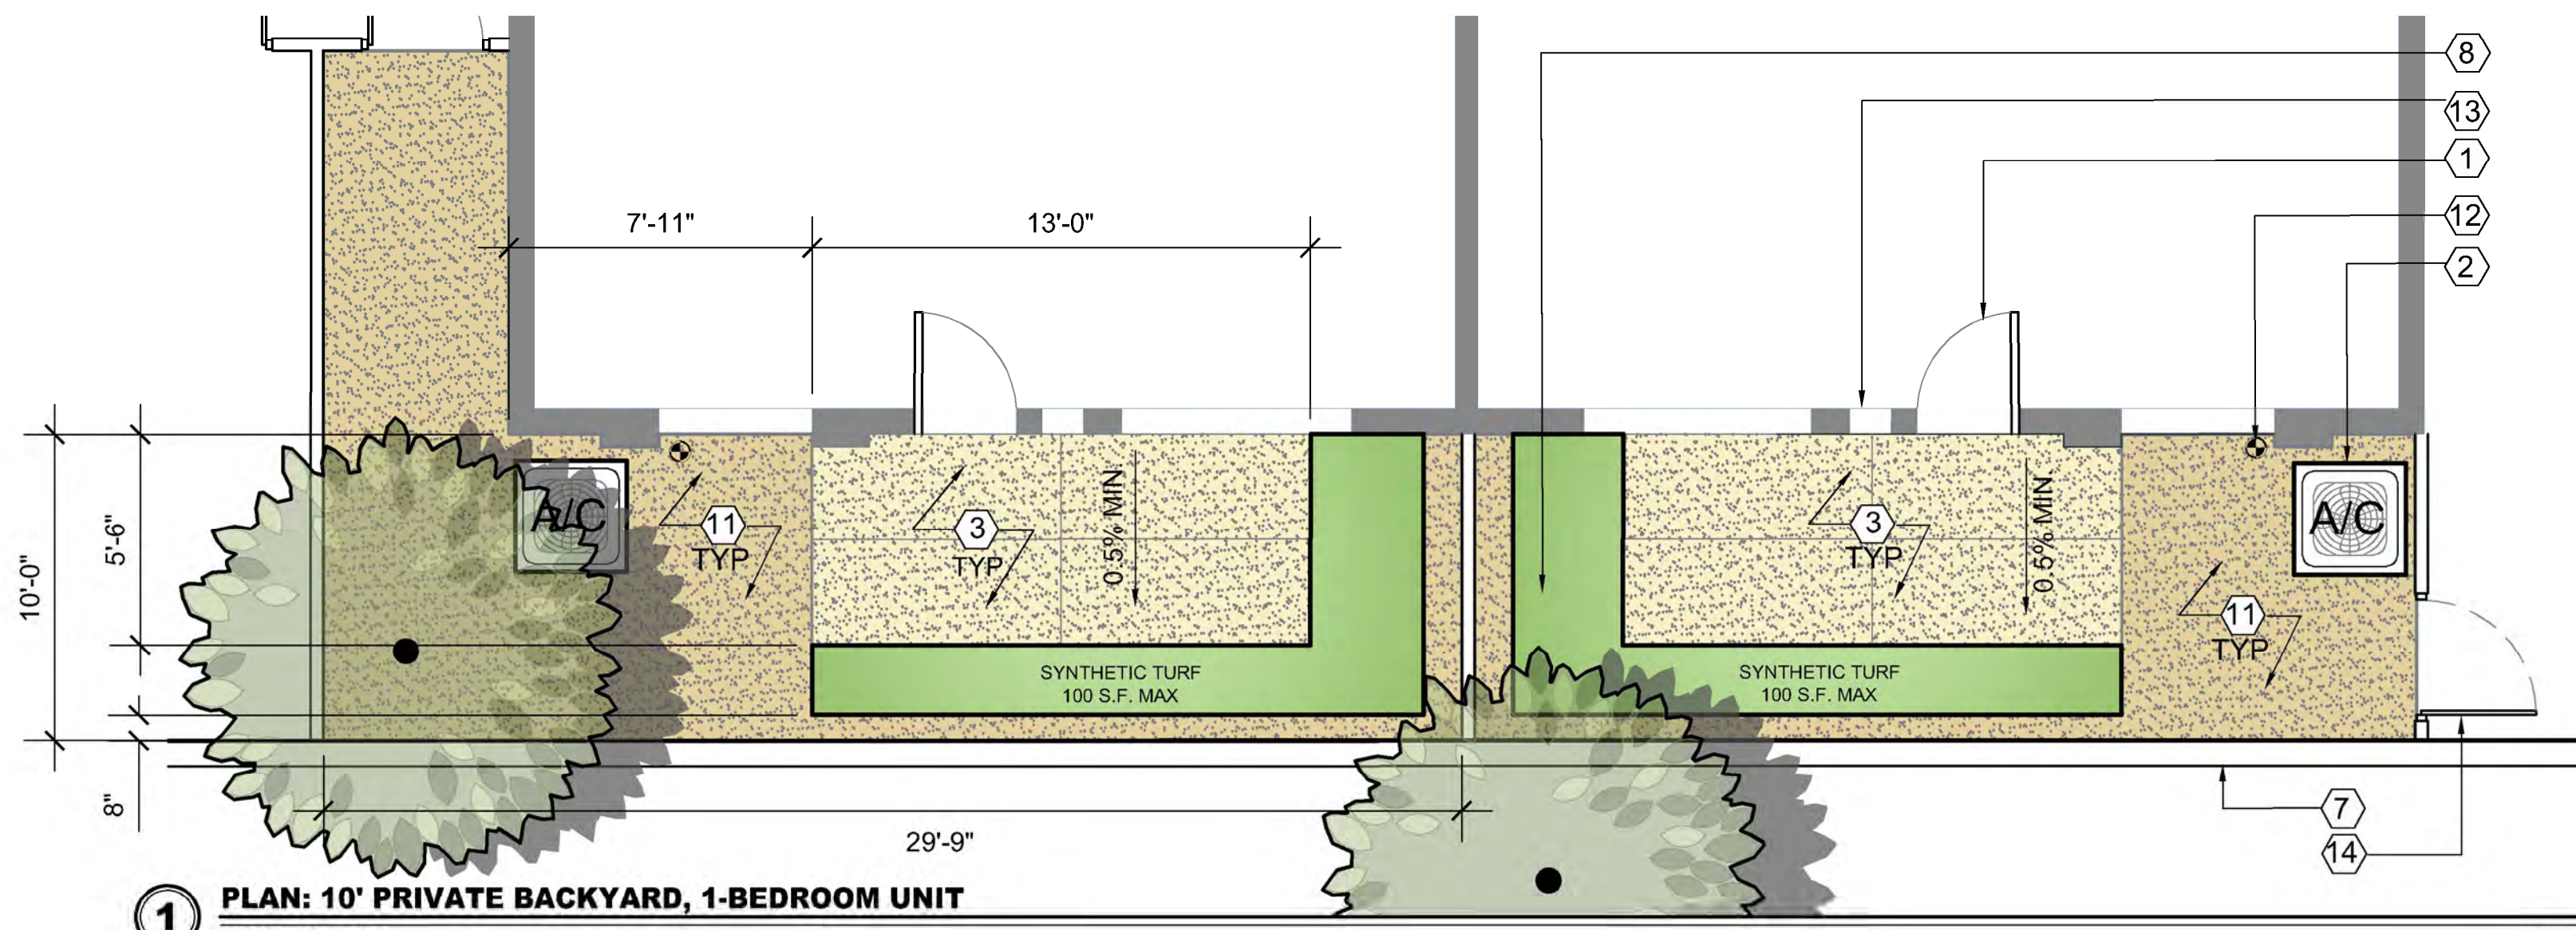 8
13
1
12
2
7'-11"
13'-0"
10'-0"
5'-6"
8"
A/C
11
TYP
3
TYP
0.5% MIN.
SYNTHETIC TURF
100 S.F. MAX
3
TYP
0.5% MIN.
SYNTHETIC TURF
100 S.F. MAX
11
TYP
A/C
7
14
29'-9"
1
PLAN: 10' PRIVATE BACKYARD, 1-BEDROOM UNIT